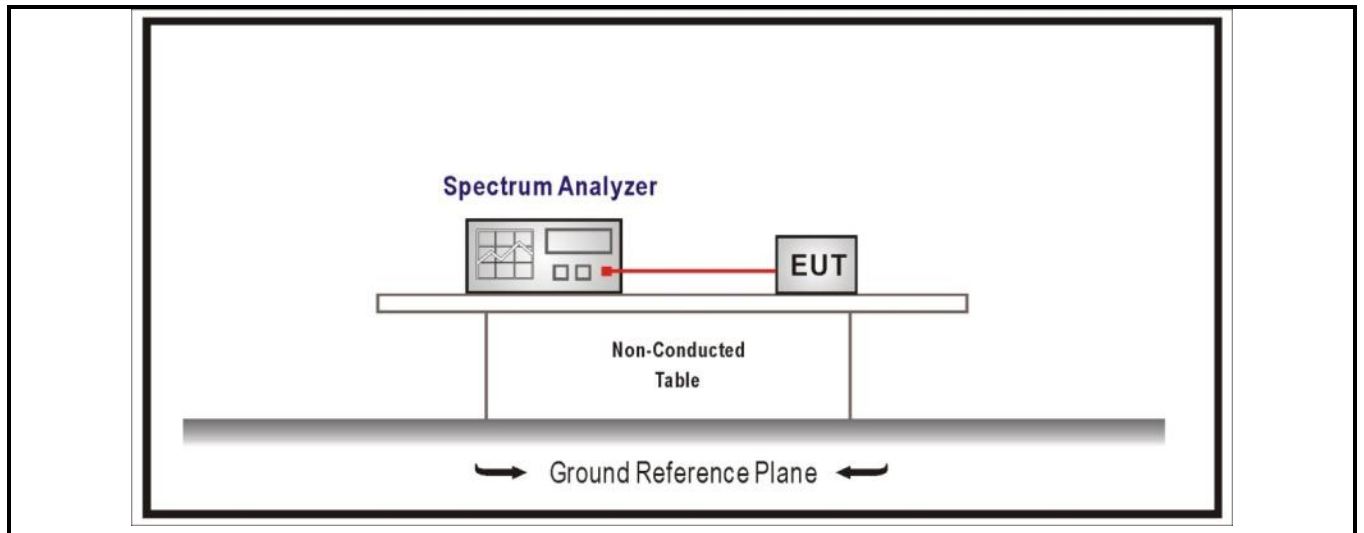 Spectrum Analyzer
EUT
Non-Conducted
Table
Ground Reference Plane